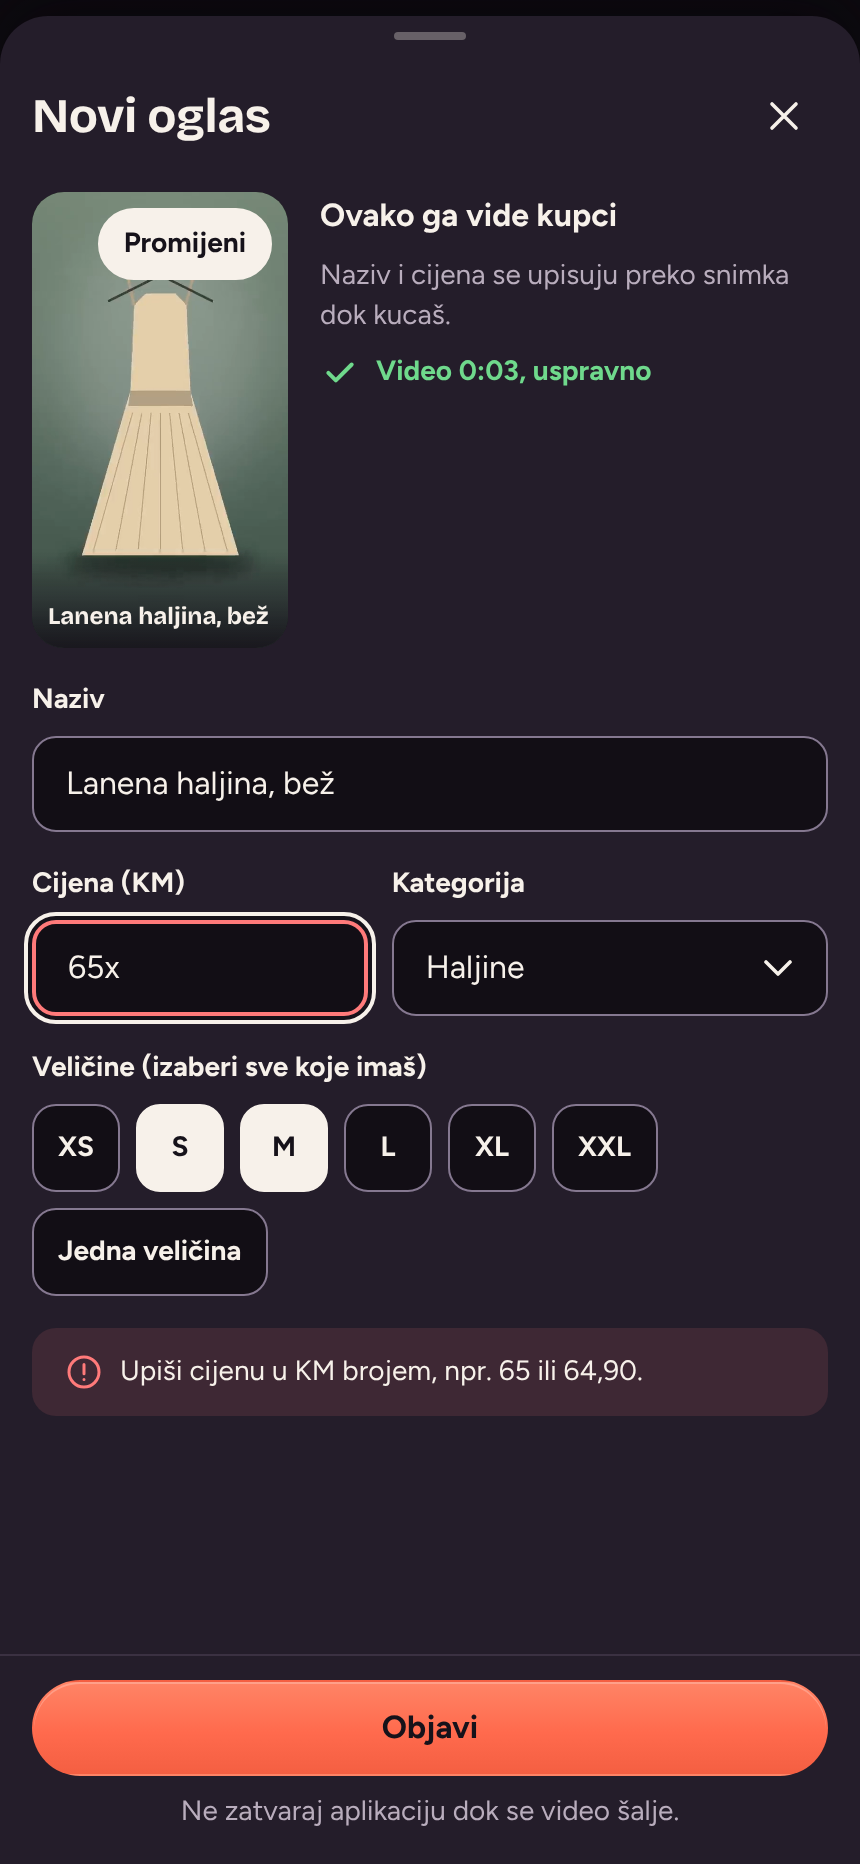 Novi oglas
Promijeni
Lanena haljina, bež
Ovako ga vide kupci
Naziv i cijena se upisuju preko snimka
dok kucaš.
Video 0:03, uspravno
Naziv
Lanena haljina, bež
Cijena (KM)
Kategorija
65x
Haljine
Veličine (izaberi sve koje imaš)
XS S M L XL XXL
Jedna veličina
Upiši cijenu u KM brojem, npr. 65 ili 64,90.
Objavi
Ne zatvaraj aplikaciju dok se video šalje.